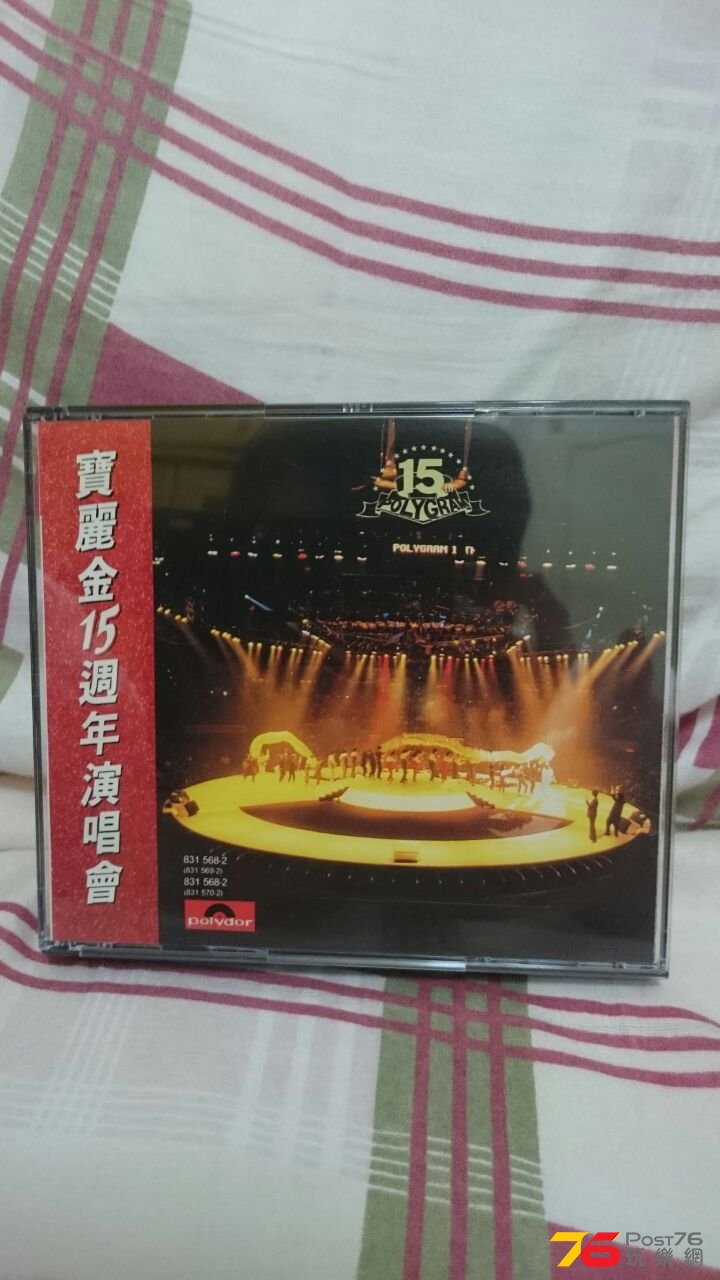 寶麗金15週年演唱會
15TH
POLYGRAM
POLYGRAM 1
831 568-2
(831 569-2)
831 568-2
(831 570-2)
polydor
76 POST76
玩樂網